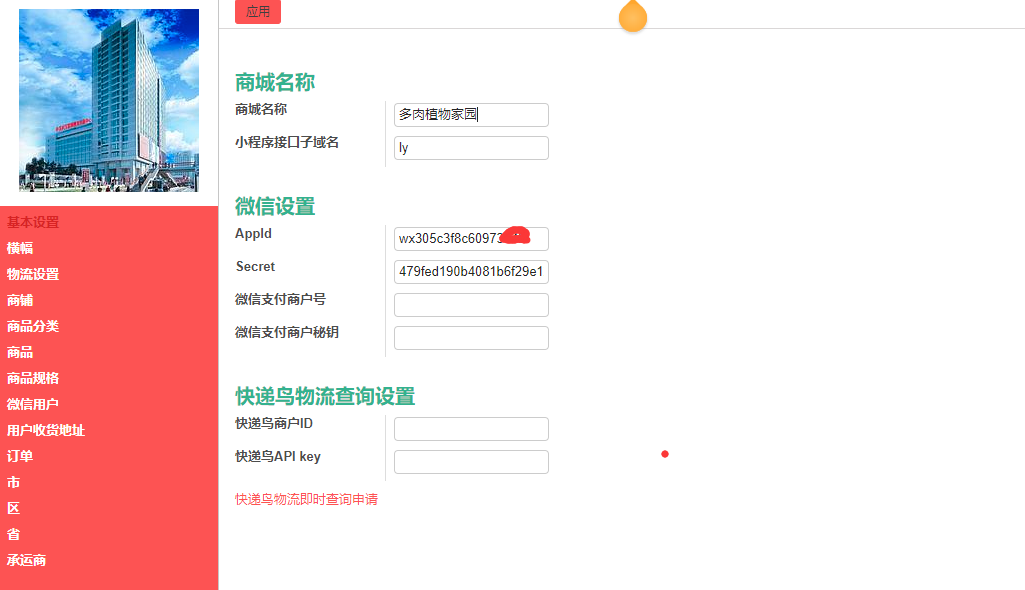 应用
基本设置
横幅
物流设置
商铺
商品分类
商品
商品规格
微信用户
用户收货地址
订单
市
区
省
承运商
商城名称
商城名称
多肉植物家园
小程序接口子域名
ly
微信设置
AppId
wx305c3f8c60973
Secret
479fed190b4081b6f29e1
微信支付商户号
微信支付商户秘钥
快递鸟物流查询设置
快递鸟商户ID
快递鸟API key
快递鸟物流即时查询申请